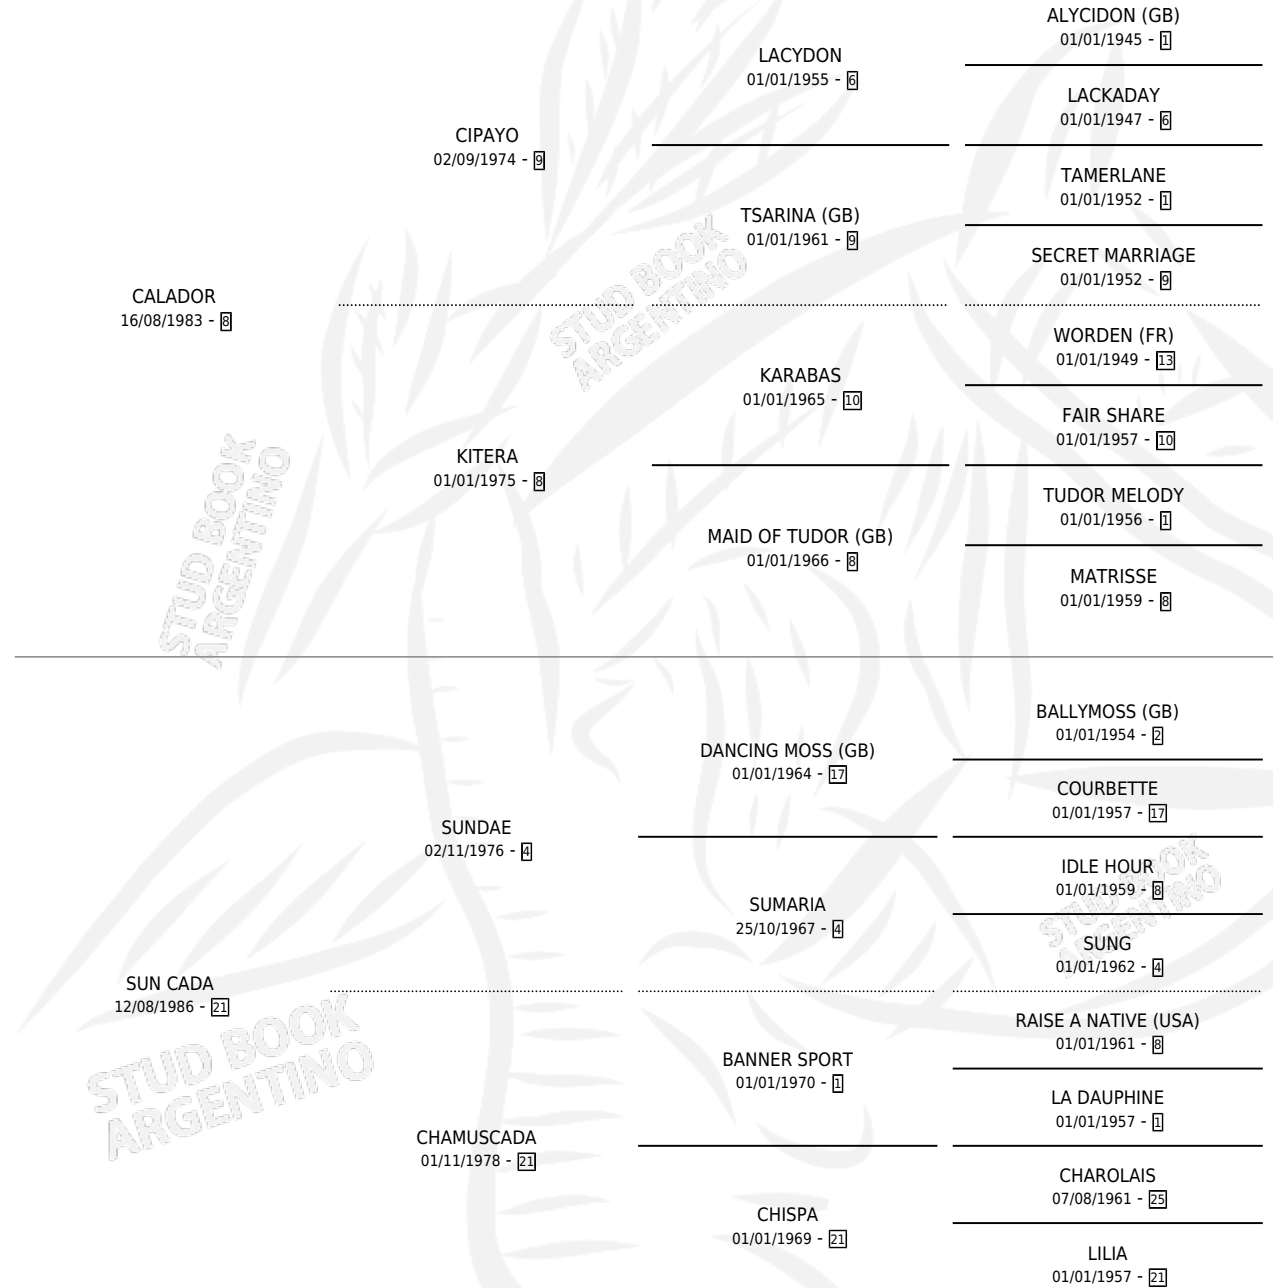 ALYCIDON (GB)
01/01/1945 - 1
LACYDON
01/01/1955 - 6
LACKADAY
01/01/1947 - 6
CIPAYO
02/09/1974 - 9
TAMERLANE
01/01/1952 - 1
TSARINA (GB)
01/01/1961 - 9
SECRET MARRIAGE
01/01/1952 - 9
CALADOR
16/08/1983 - 8
WORDEN (FR)
01/01/1949 - 13
KARABAS
01/01/1965 - 10
FAIR SHARE
01/01/1957 - 10
KITERA
01/01/1975 - 8
TUDOR MELODY
01/01/1956 - 1
MAID OF TUDOR (GB)
01/01/1966 - 8
MATRISSE
01/01/1959 - 8
BALLYMOSS (GB)
01/01/1954 - 2
DANCING MOSS (GB)
01/01/1964 - 17
COURBETTE
01/01/1957 - 17
SUNDAE
02/11/1976 - 4
IDLE HOUR
01/01/1959 - 8
SUMARIA
25/10/1967 - 4
SUNG
01/01/1962 - 4
SUN CADA
12/08/1986 - 21
RAISE A NATIVE (USA)
01/01/1961 - 8
BANNER SPORT
01/01/1970 - 1
LA DAUPHINE
01/01/1957 - 1
CHAMUSCADA
01/11/1978 - 21
CHAROLAIS
07/08/1961 - 25
CHISPA
01/01/1969 - 21
LILIA
01/01/1957 - 21
STUD BOOK
ARGENTINO
STUD BOOK
ARGENTINO
STUD BOOK
ARGENTINO
STUD BOOK
ARGENTINO